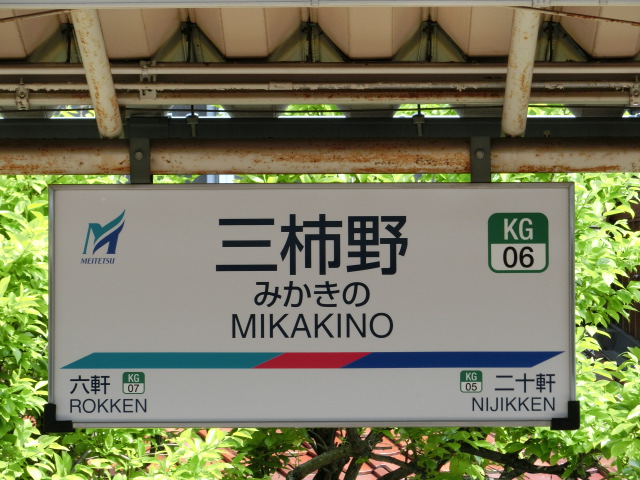 MEITETSU
三柿野
みかきの
MIKAKINO
KG
06
六軒
KG
07
ROKKEN
KG
05
二十軒
NIJIKKEN